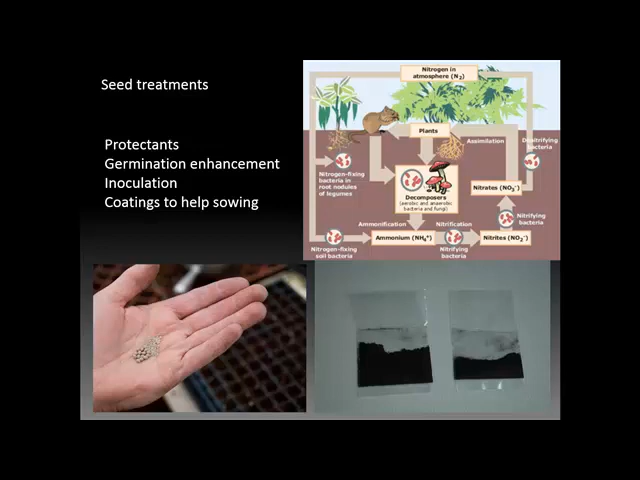 Seed treatments
Protectants
Germination enhancement
Inoculation
Coatings to help sowing
Nitrogen in
atmosphere (N₂)
Plants
Assimilation
Denitrifying
bacteria
Nitrogen-fixing
bacteria in
root nodules
of legumes
Decomposers
(aerobic and anaerobic
bacteria and fungi)
Nitrates (NO₃⁻)
Ammonification
Nitrification
Nitrifying
bacteria
Ammonium (NH₄⁺)
Nitrites (NO₂⁻)
Nitrogen-fixing
soil bacteria
Nitrifying
bacteria